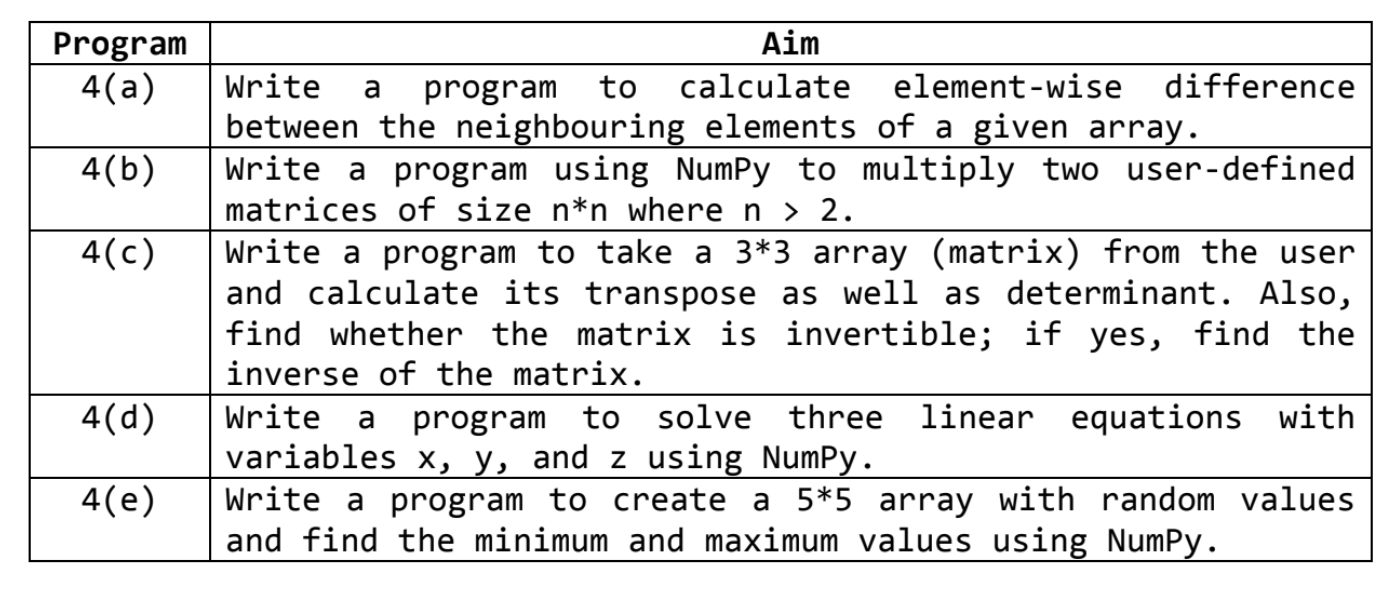 Program Aim
4(a) Write a program to calculate element-wise difference
between the neighbouring elements of a given array.
4(b) Write a program using NumPy to multiply two user-defined
matrices of size n*n where n > 2.
4(c) Write a program to take a 3*3 array (matrix) from the user
and calculate its transpose as well as determinant. Also,
find whether the matrix is invertible; if yes, find the
inverse of the matrix.
4(d) Write a program to solve three linear equations with
variables x, y, and z using NumPy.
4(e) Write a program to create a 5*5 array with random values
and find the minimum and maximum values using NumPy.